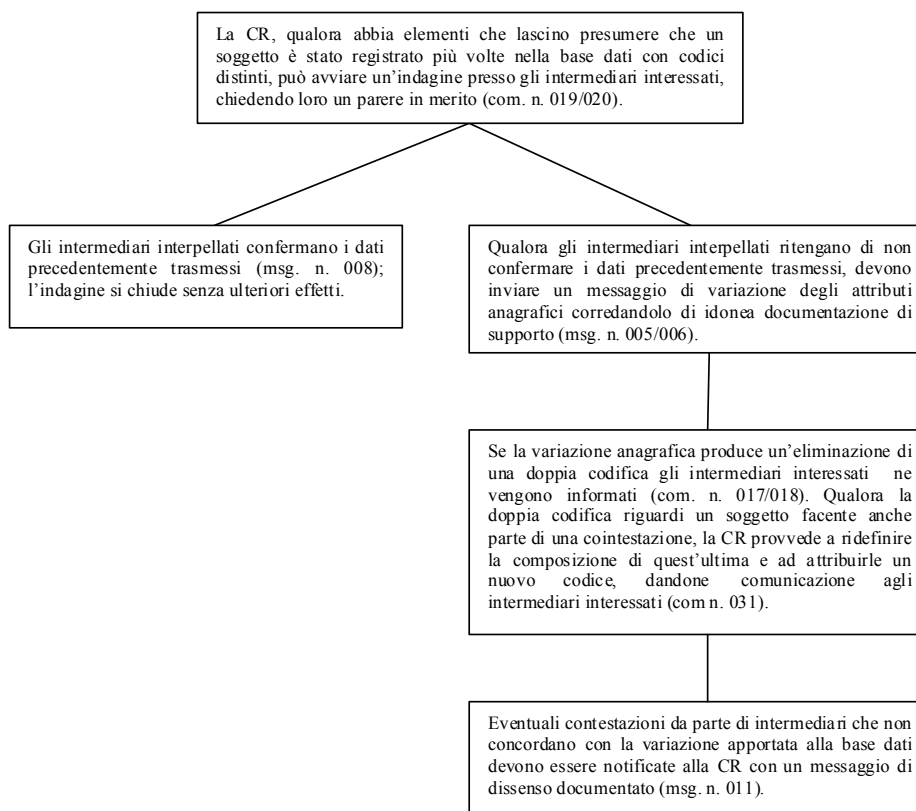 La CR, qualora abbia elementi che lascino presumere che un
soggetto è stato registrato più volte nella base dati con codici
distinti, può avviare un’indagine presso gli intermediari interessati,
chiedendo loro un parere in merito (com. n. 019/020).
Gli intermediari interpellati confermano i dati
precedentemente trasmessi (msg. n. 008);
l’indagine si chiude senza ulteriori effetti.
Qualora gli intermediari interpellati ritengano di non
confermare i dati precedentemente trasmessi, devono
inviare un messaggio di variazione degli attributi
anagrafici corredandolo di idonea documentazione di
supporto (msg. n. 005/006).
Se la variazione anagrafica produce un’eliminazione di
una doppia codifica gli intermediari interessati ne
vengono informati (com. n. 017/018). Qualora la
doppia codifica riguardi un soggetto facente anche
parte di una cointestazione, la CR provvede a ridefinire
la composizione di quest’ultima e ad attribuirle un
nuovo codice, dandone comunicazione agli
intermediari interessati (com n. 031).
Eventuali contestazioni da parte di intermediari che non
concordano con la variazione apportata alla base dati
devono essere notificate alla CR con un messaggio di
dissenso documentato (msg. n. 011).